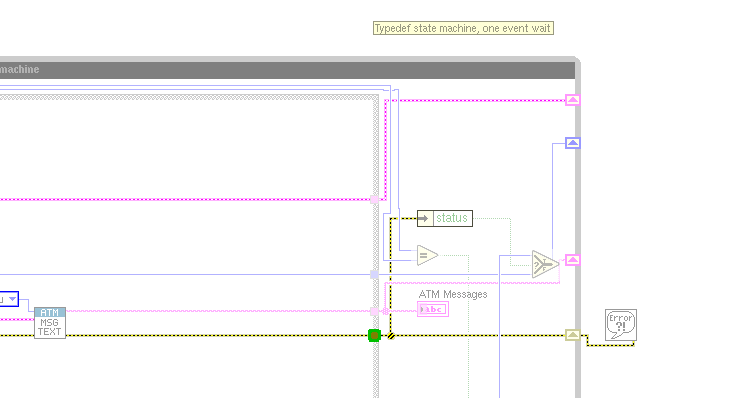 Typedef state machine, one event wait
machine
status
=
?
ATM Messages
abc
ATM
MSG
TEXT
Error
?!